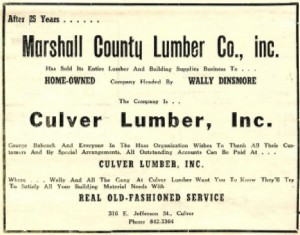 After 25 Years . . . . . .
Marshall County Lumber Co., inc.
Has Sold Its Entire Lumber And Building Supplies Business To . . .
HOME-OWNED Company Headed By WALLY DINSMORE
The Company Is . .
Culver Lumber, Inc.
George Babcock And Everyone In The Hass Organization Wishes To Thank All Their Cus-
tomers And By Special Arrangements, All Outstanding Accounts Can Be Paid At . . .
CULVER LUMBER, INC.
Where . . . Wally And All The Gang At Culver Lumber Want You To Know They'll Try
To Satisfy All Your Building Material Needs With
REAL OLD-FASHIONED SERVICE
316 E. Jefferson St., Culver
Phone 842-3364